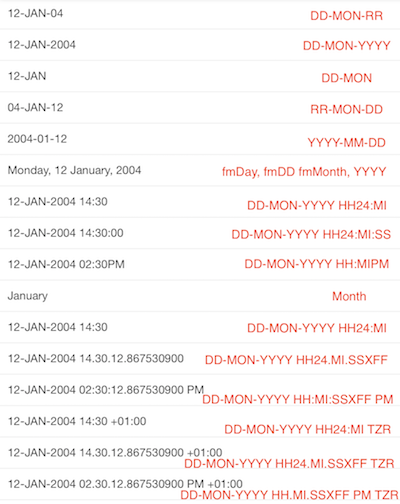 12-JAN-04 DD-MON-RR
12-JAN-2004 DD-MON-YYYY
12-JAN DD-MON
04-JAN-12 RR-MON-DD
2004-01-12 YYYY-MM-DD
Monday, 12 January, 2004 fmDay, fmDD fmMonth, YYYY
12-JAN-2004 14:30 DD-MON-YYYY HH24:MI
12-JAN-2004 14:30:00 DD-MON-YYYY HH24:MI:SS
12-JAN-2004 02:30PM DD-MON-YYYY HH:MIPM
January Month
12-JAN-2004 14:30 DD-MON-YYYY HH24:MI
12-JAN-2004 14.30.12.867530900 DD-MON-YYYY HH24.MI.SSXFF
12-JAN-2004 02:30:12.867530900 PM DD-MON-YYYY HH:MI:SSXFF PM
12-JAN-2004 14:30 +01:00 DD-MON-YYYY HH24:MI TZR
12-JAN-2004 14.30.12.867530900 +01:00 DD-MON-YYYY HH24.MI.SSXFF TZR
12-JAN-2004 02.30.12.867530900 PM +01:00 DD-MON-YYYY HH.MI.SSXFF PM TZR